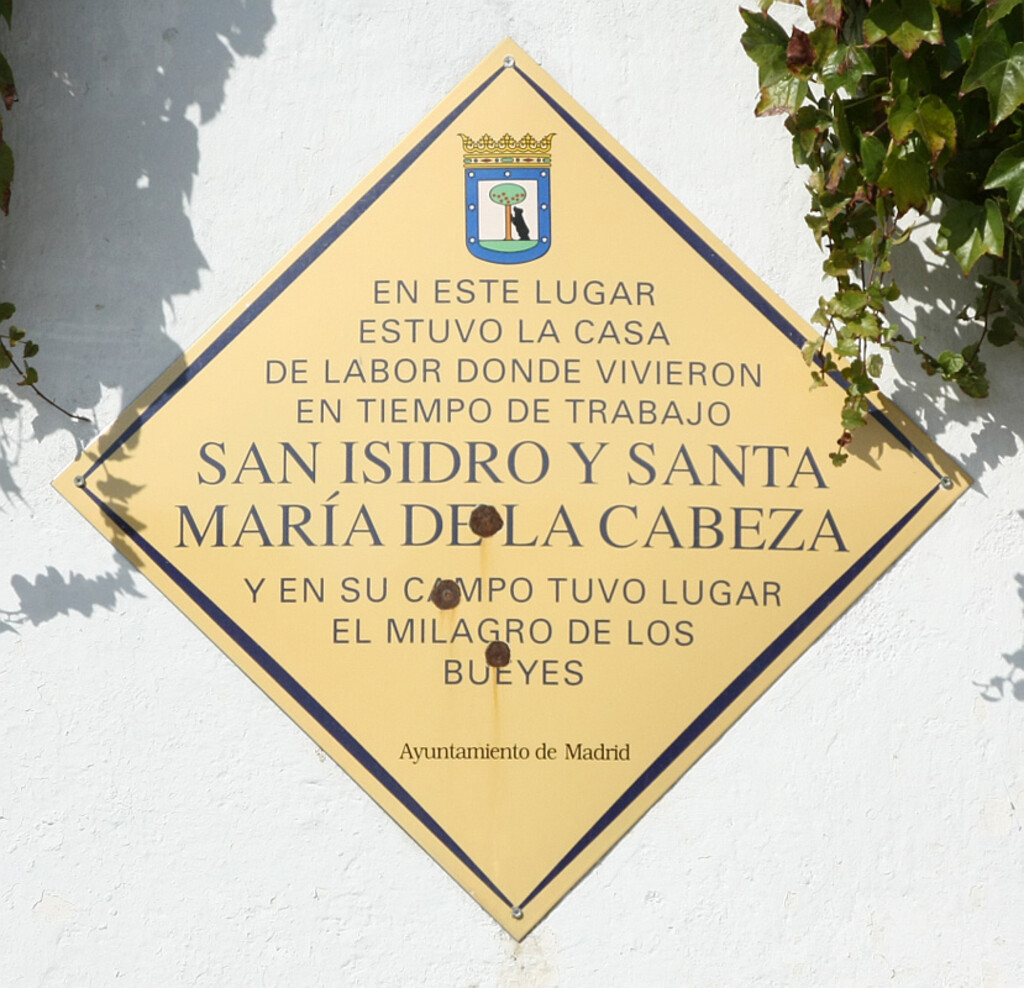 EN ESTE LUGAR
ESTUVO LA CASA
DE LABOR DONDE VIVIERON
EN TIEMPO DE TRABAJO
SAN ISIDRO Y SANTA
MARÍA DE LA CABEZA
Y EN SU CAMPO TUVO LUGAR
EL MILAGRO DE LOS
BUEYES
Ayuntamiento de Madrid